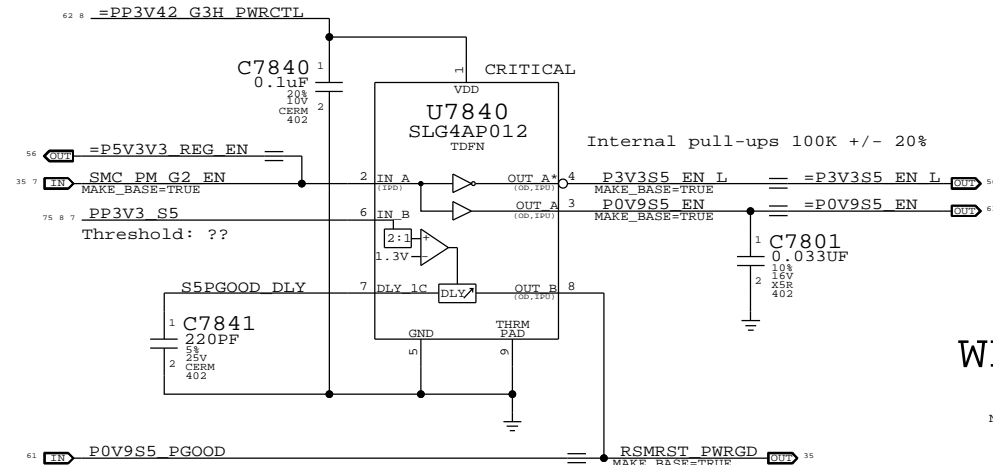 62 8 =PP3V42_G3H_PWRCTL
C7840 1
0.1uF
20%
10V
CERM 2
402
1 CRITICAL
VDD
U7840
SLG4AP012
TDFN
Internal pull-ups 100K +/- 20%
56 OUT =P5V3V3_REG_EN
35 7 IN SMC_PM_G2_EN
MAKE_BASE=TRUE
2 IN_A
(IPD)
OUT_A* 4
(OD,IPU)
P3V3S5_EN_L =P3V3S5_EN_L OUT
MAKE_BASE=TRUE
75 8 7 PP3V3_S5
Threshold: ??
6 IN_B
OUT_A 3
(OD,IPU)
P0V9S5_EN =P0V9S5_EN OUT
MAKE_BASE=TRUE
2:1 +
1.3V -
1 C7801
0.033UF
10%
16V
2 X5R
402
S5PGOOD_DLY 7 DLY_1C DLY OUT_B 8
(OD,IPU)
1 C7841
220PF
5%
25V
2 CERM
402
GND
THRM
PAD
5 9
61 IN P0V9S5_PGOOD
RSMRST_PWRGD OUT 35
MAKE_BASE=TRUE